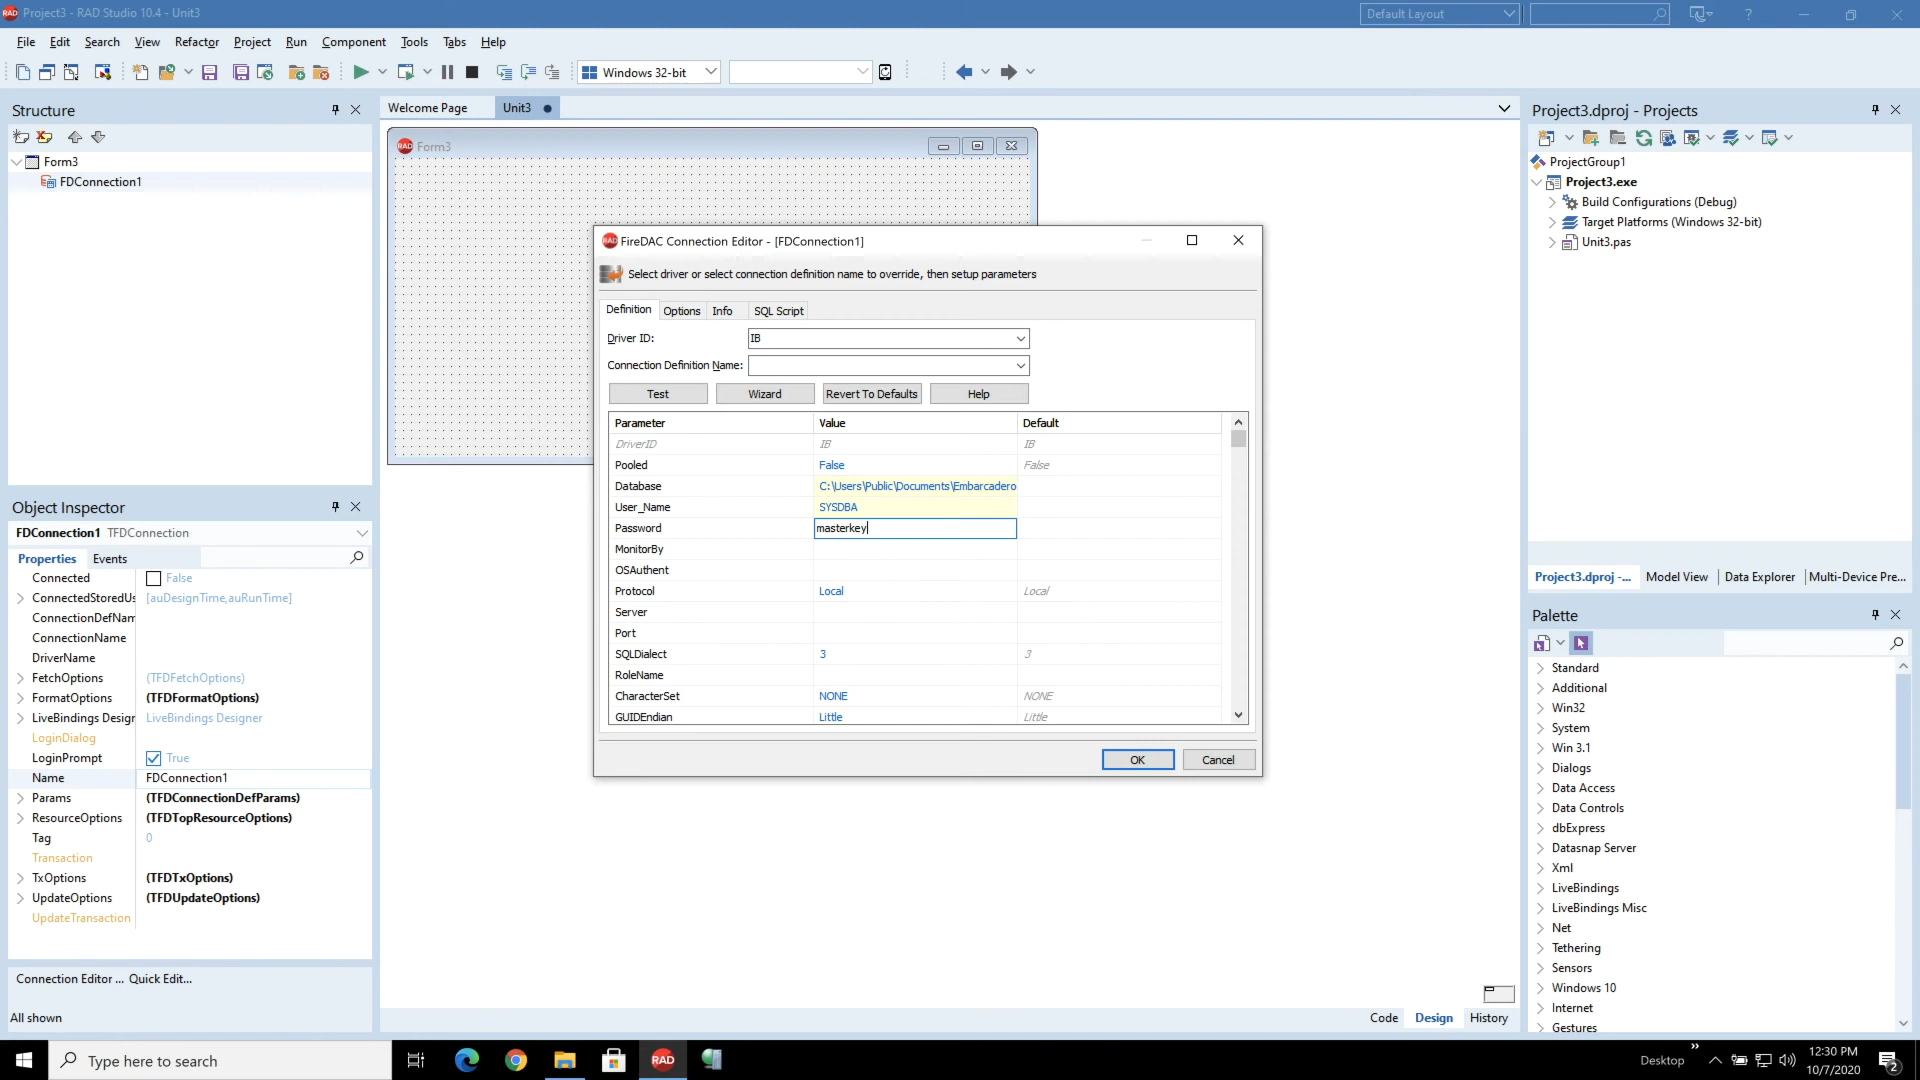 Project3 - RAD Studio 10.4 - Unit3
Default Layout
File Edit Search View Refactor Project Run Component Tools Tabs Help
Windows 32-bit
Structure
Form3
FDConnection1
Welcome Page
Unit3
Form3
FireDAC Connection Editor - [FDConnection1]
Select driver or select connection definition name to override, then setup parameters
Definition Options Info SQL Script
Driver ID: IB
Connection Definition Name:
Test Wizard Revert To Defaults Help
Parameter Value Default
DriverID IB IB
Pooled False False
Database C:\Users\Public\Documents\Embarcadero
User_Name SYSDBA
Password masterkey
MonitorBy
OSAuthent
Protocol Local Local
Server
Port
SQLDialect 3 3
RoleName
CharacterSet NONE NONE
GUIDEndian Little Little
OK Cancel
Object Inspector
FDConnection1 TFDConnection
Properties Events
Connected False
ConnectedStoredUs [auDesignTime,auRunTime]
ConnectionDefNam
ConnectionName
DriverName
FetchOptions (TFDFetchOptions)
FormatOptions (TFDFormatOptions)
LiveBindings Design LiveBindings Designer
LoginDialog
LoginPrompt True
Name FDConnection1
Params (TFDConnectionDefParams)
ResourceOptions (TFDTopResourceOptions)
Tag 0
Transaction
TxOptions (TFDTxOptions)
UpdateOptions (TFDUpdateOptions)
UpdateTransaction
Connection Editor ... Quick Edit...
All shown
Code Design History
Project3.dproj - Projects
ProjectGroup1
Project3.exe
Build Configurations (Debug)
Target Platforms (Windows 32-bit)
Unit3.pas
Project3.dproj -... Model View Data Explorer Multi-Device Pre...
Palette
Standard
Additional
Win32
System
Win 3.1
Dialogs
Data Access
Data Controls
dbExpress
Datasnap Server
Xml
LiveBindings
LiveBindings Misc
Net
Tethering
Sensors
Windows 10
Internet
Gestures
Type here to search
RAD
Desktop
12:30 PM
10/7/2020
2